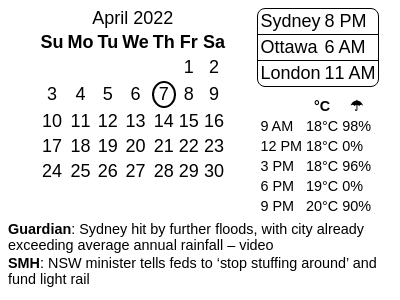 April 2022
Su Mo Tu We Th Fr Sa
1 2
3 4 5 6 7 8 9
10 11 12 13 14 15 16
17 18 19 20 21 22 23
24 25 26 27 28 29 30
Sydney 8 PM
Ottawa 6 AM
London 11 AM
°C ☂
9 AM 18°C 98%
12 PM 18°C 0%
3 PM 18°C 96%
6 PM 19°C 0%
9 PM 20°C 90%
Guardian: Sydney hit by further floods, with city already
exceeding average annual rainfall – video
SMH: NSW minister tells feds to ‘stop stuffing around’ and
fund light rail